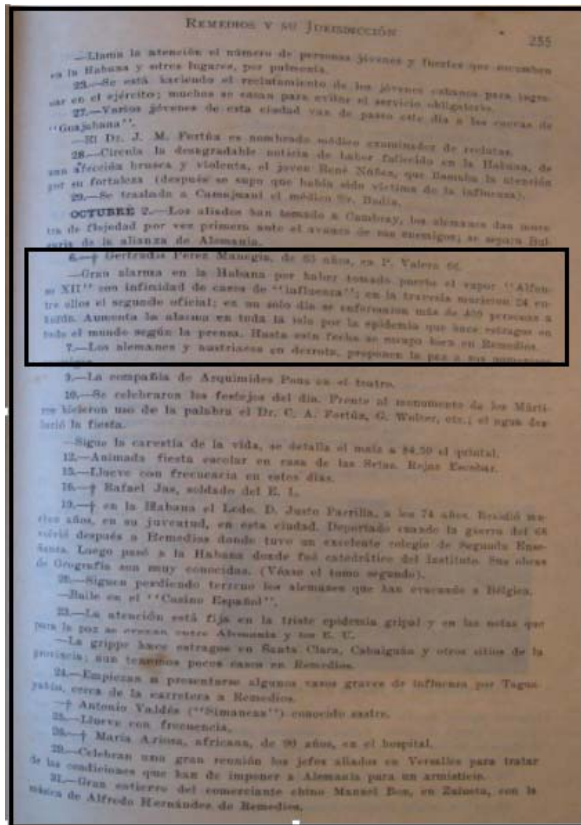 REMEDIOS Y SU JURISDICCIÓN 255
—Llama la atención el número de personas jóvenes y fuertes que sucumben
en la Habana y otros lugares, por pulmonía.
23.—Se está haciendo el reclutamiento de los jóvenes cubanos para ingre-
sar en el ejército; muchos se casan para evitar el servicio obligatorio.
27.—Varios jóvenes de esta ciudad van de paseo este día a las cuevas de
"Guajabana".
—El Dr. J. M. Fortún es nombrado médico examinador de reclutas.
28.—Circula la desagradable noticia de haber fallecido en la Habana, de
una afección brusca y violenta, el joven René Núñez, que llamaba la atención
por su fortaleza (después se supo que había sido víctima de la influenza).
29.—Se traslada a Camajuaní el médico Sr. Badía.
OCTUBRE 2.—Los aliados han tomado a Cambray, los alemanes dan mues-
tra de flojedad por vez primera ante el avance de sus enemigos; se separa Bul-
garia de la alianza de Alemania.
6.—† Gertrudis Pérez Manegia, de 65 años, en P. Valera
—Gran alarma en la Habana por haber tomado puerto el vapor "Alfon-
so XII" con infinidad de casos de "influenza"; en la travesía murieron 24 en-
tre ellos el segundo oficial; en un solo día se enfermaron más de 400 personas a
bordo. Aumenta la alarma en toda la isla por la epidemia que hace estragos en
todo el mundo según la prensa. Hasta esta fecha se escapa bien en Remedios.
7.—Los alemanes y austriacos en derrota, proponen la paz a sus numerosos
9.—La compañía de Arquímides Pous en el teatro.
10.—Se celebraron los festejos del día. Frente al monumento de los Márti-
res hicieron uso de la palabra el Dr. C. A. Fortún, G. Wolter, etc.; el agua des-
lució la fiesta.
—Sigue la carestía de la vida, se detalla el maíz a $4.50 el quintal.
12.—Animada fiesta escolar en casa de las Srtas. Rojas Escobar.
15.—Llueve con frecuencia en estos días.
16.—† Rafael Jas, soldado del E. L.
19.—† en la Habana el Ldo. D. Justo Parrilla, a los 74 años. Residió mu-
chos años, en su juventud, en esta ciudad. Deportado cuando la guerra del 68
volvió después a Remedios donde tuvo un excelente colegio de Segunda Ense-
ñanza. Luego pasó a la Habana donde fué catedrático del Instituto. Sus obras
de Geografía son muy conocidas. (Véase el tomo segundo).
20.—Siguen perdiendo terreno los alemanes que han evacuado a Bélgica.
—Baile en el "Casino Español".
23.—La atención está fija en la triste epidemia gripal y en las notas que
para la paz se cruzan entre Alemania y los E. U.
—La grippe hace estragos en Santa Clara, Cabaiguán y otros sitios de la
provincia; aun tenemos pocos casos en Remedios.
24.—Empiezan a presentarse algunos casos graves de influenza por Tagua-
yabón, cerca de la carretera a Remedios.
—† Antonio Valdés ("Simancas") conocido sastre.
25.—Llueve con frecuencia.
28.—† María Ariosa, africana, de 90 años, en el hospital.
29.—Celebran una gran reunión los jefes aliados en Versalles para tratar
de las condiciones que han de imponer a Alemania para un armisticio.
31.—Gran entierro del comerciante chino Manuel Bon, en Zulueta, con la
música de Alfredo Hernández de Remedios.